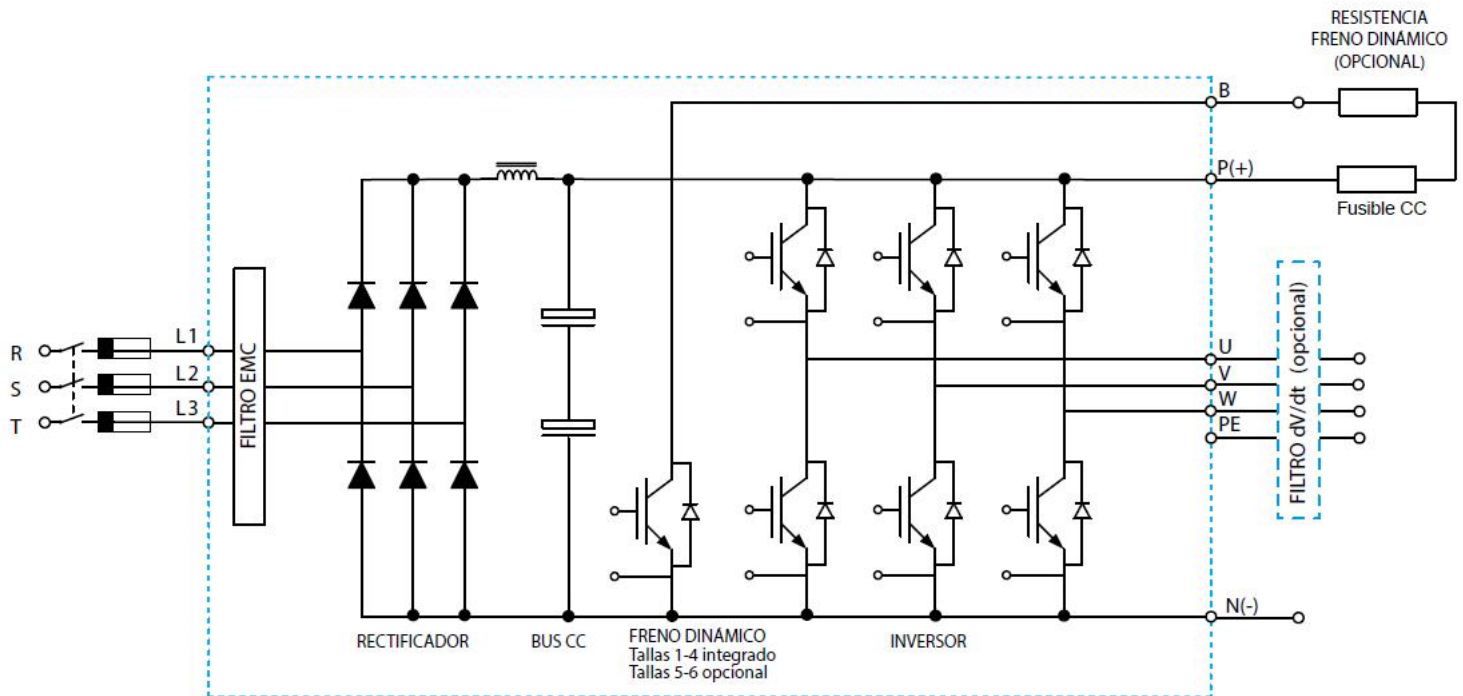 RESISTENCIA
FRENO DINÁMICO
(OPCIONAL)
B
P(+)
Fusible CC
R
S
T
L1
L2
L3
FILTRO EMC
U
V
W
PE
FILTRO dV/dt (opcional)
N(-)
RECTIFICADOR
BUS CC
FRENO DINÁMICO
Tallas 1-4 integrado
Tallas 5-6 opcional
INVERSOR